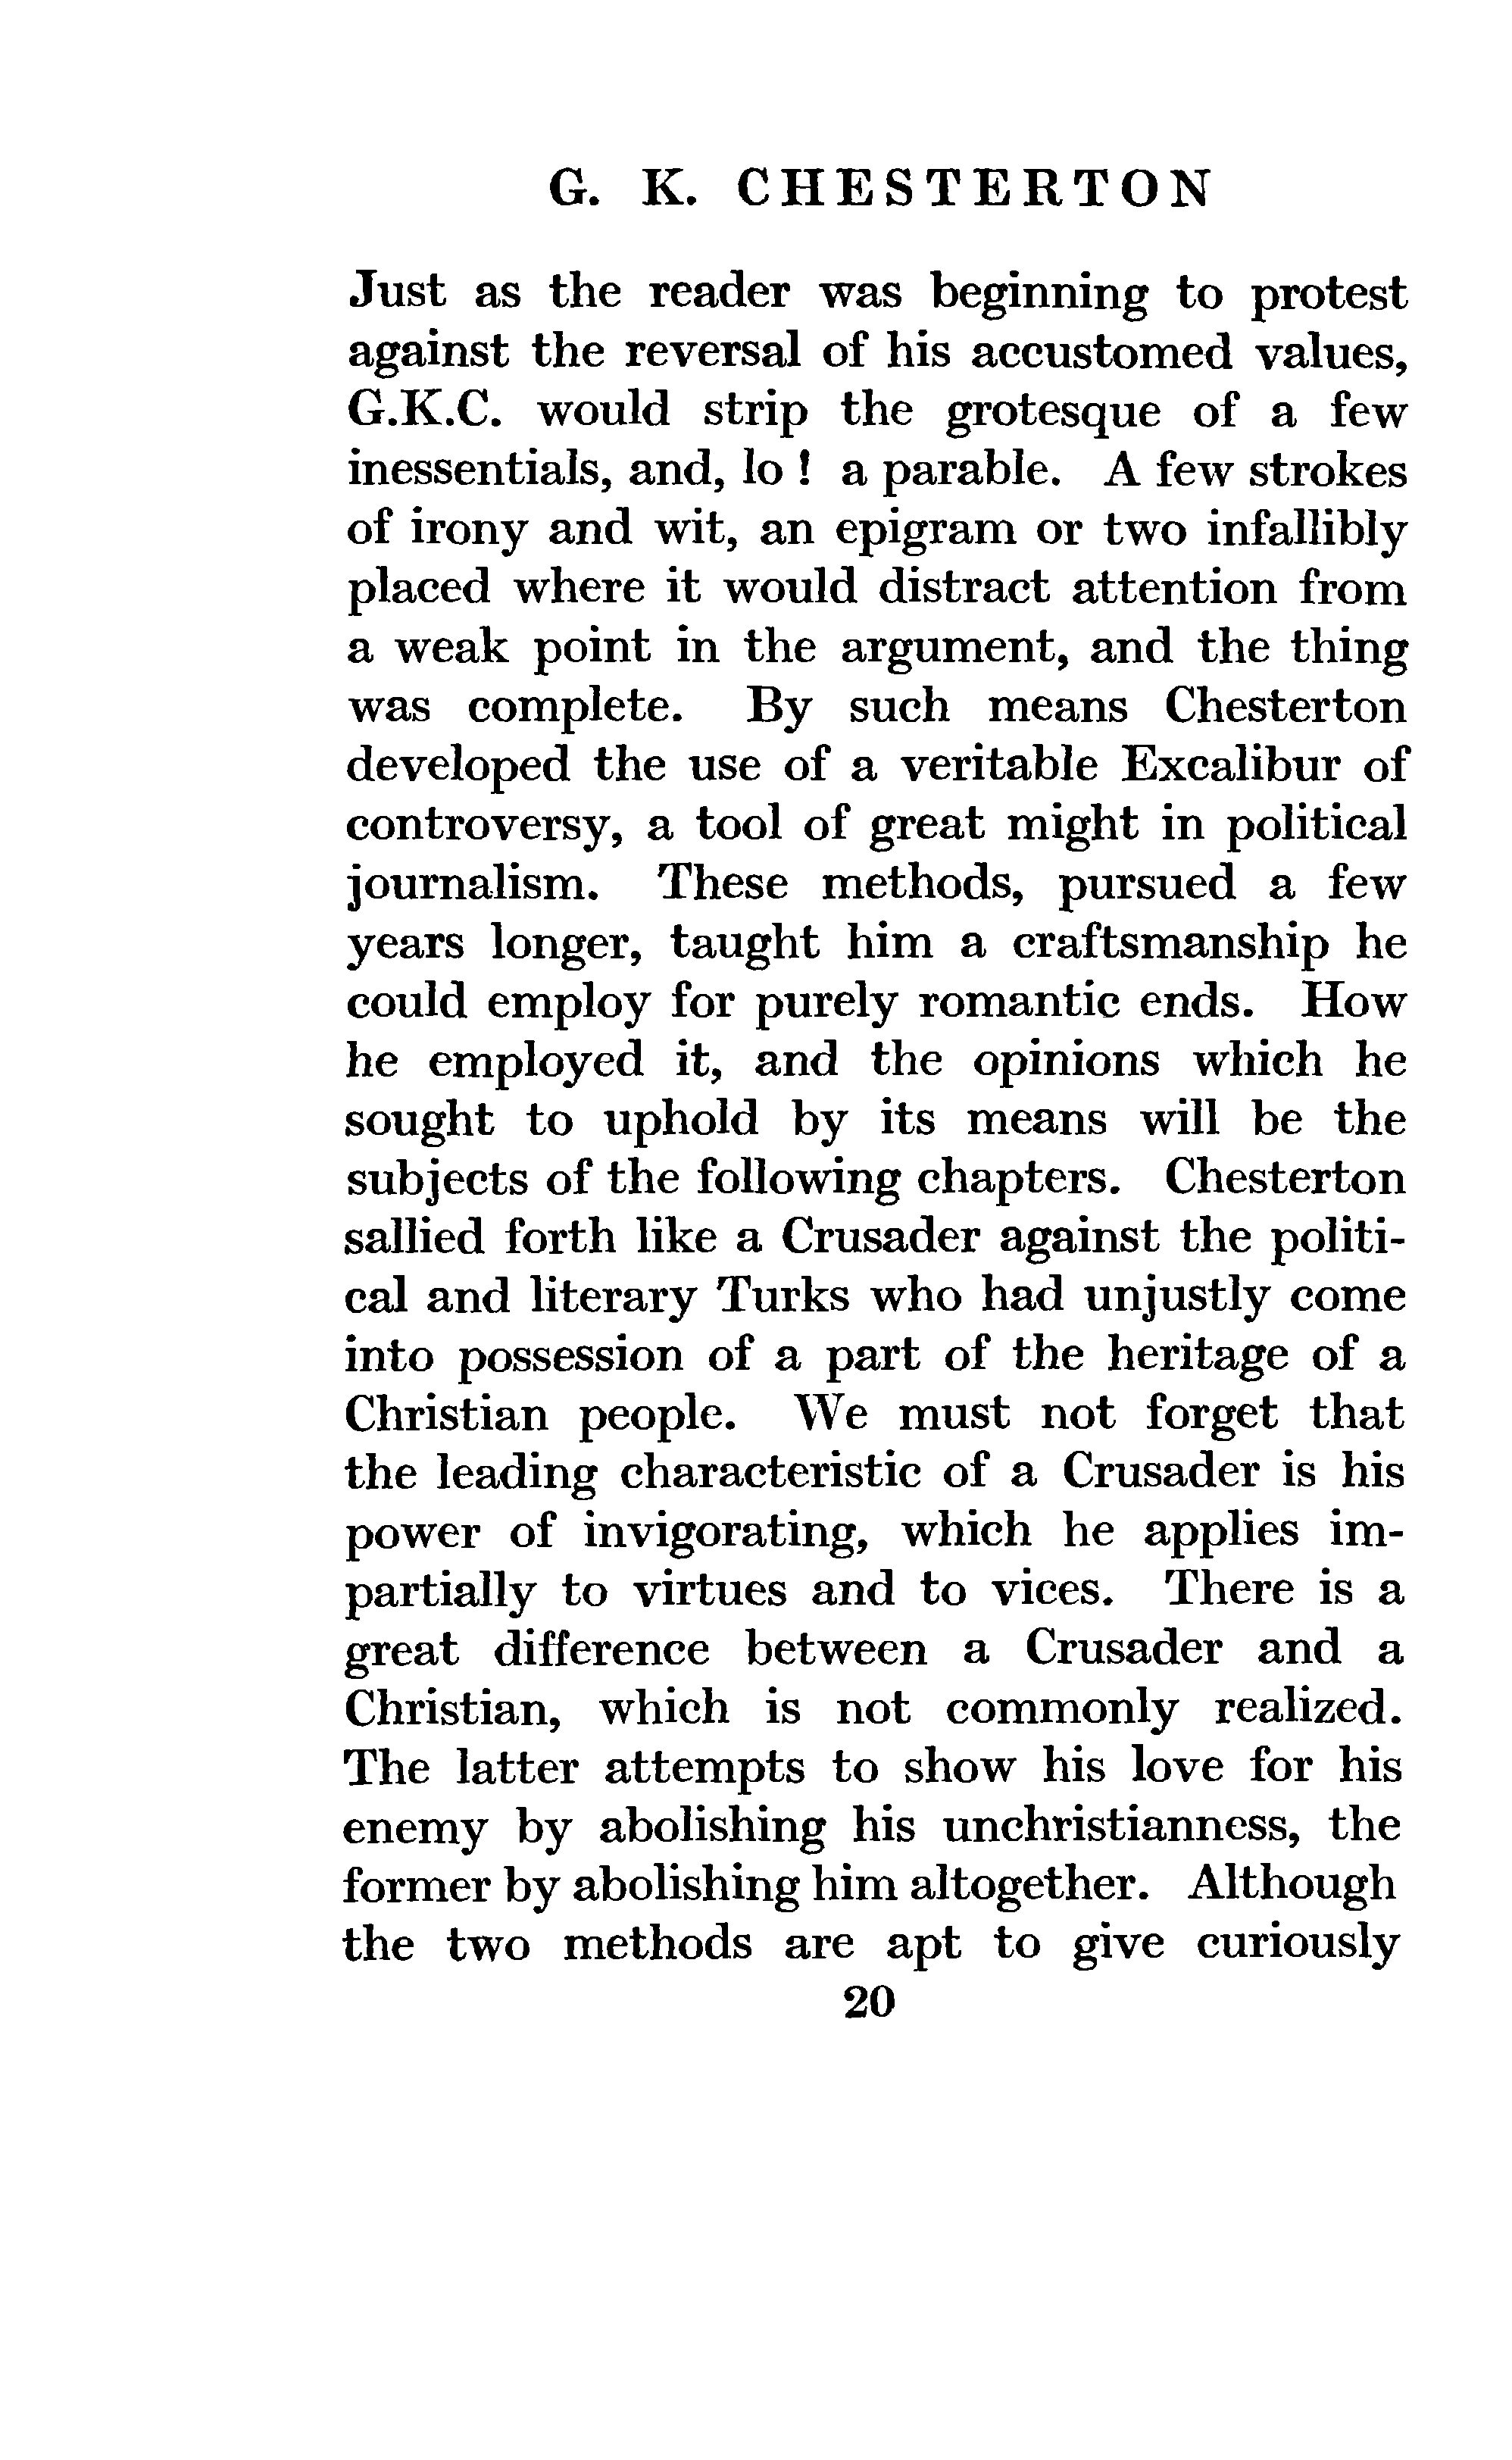 G. K. CHESTERTON
Just as the reader was beginning to protest
against the reversal of his accustomed values,
G.K.C. would strip the grotesque of a few
inessentials, and, lo ! a parable. A few strokes
of irony and wit, an epigram or two infallibly
placed where it would distract attention from
a weak point in the argument, and the thing
was complete. By such means Chesterton
developed the use of a veritable Excalibur of
controversy, a tool of great might in political
journalism. These methods, pursued a few
years longer, taught him a craftsmanship he
could employ for purely romantic ends. How
he employed it, and the opinions which he
sought to uphold by its means will be the
subjects of the following chapters. Chesterton
sallied forth like a Crusader against the politi-
cal and literary Turks who had unjustly come
into possession of a part of the heritage of a
Christian people. We must not forget that
the leading characteristic of a Crusader is his
power of invigorating, which he applies im-
partially to virtues and to vices. There is a
great difference between a Crusader and a
Christian, which is not commonly realized.
The latter attempts to show his love for his
enemy by abolishing his unchristianness, the
former by abolishing him altogether. Although
the two methods are apt to give curiously
20